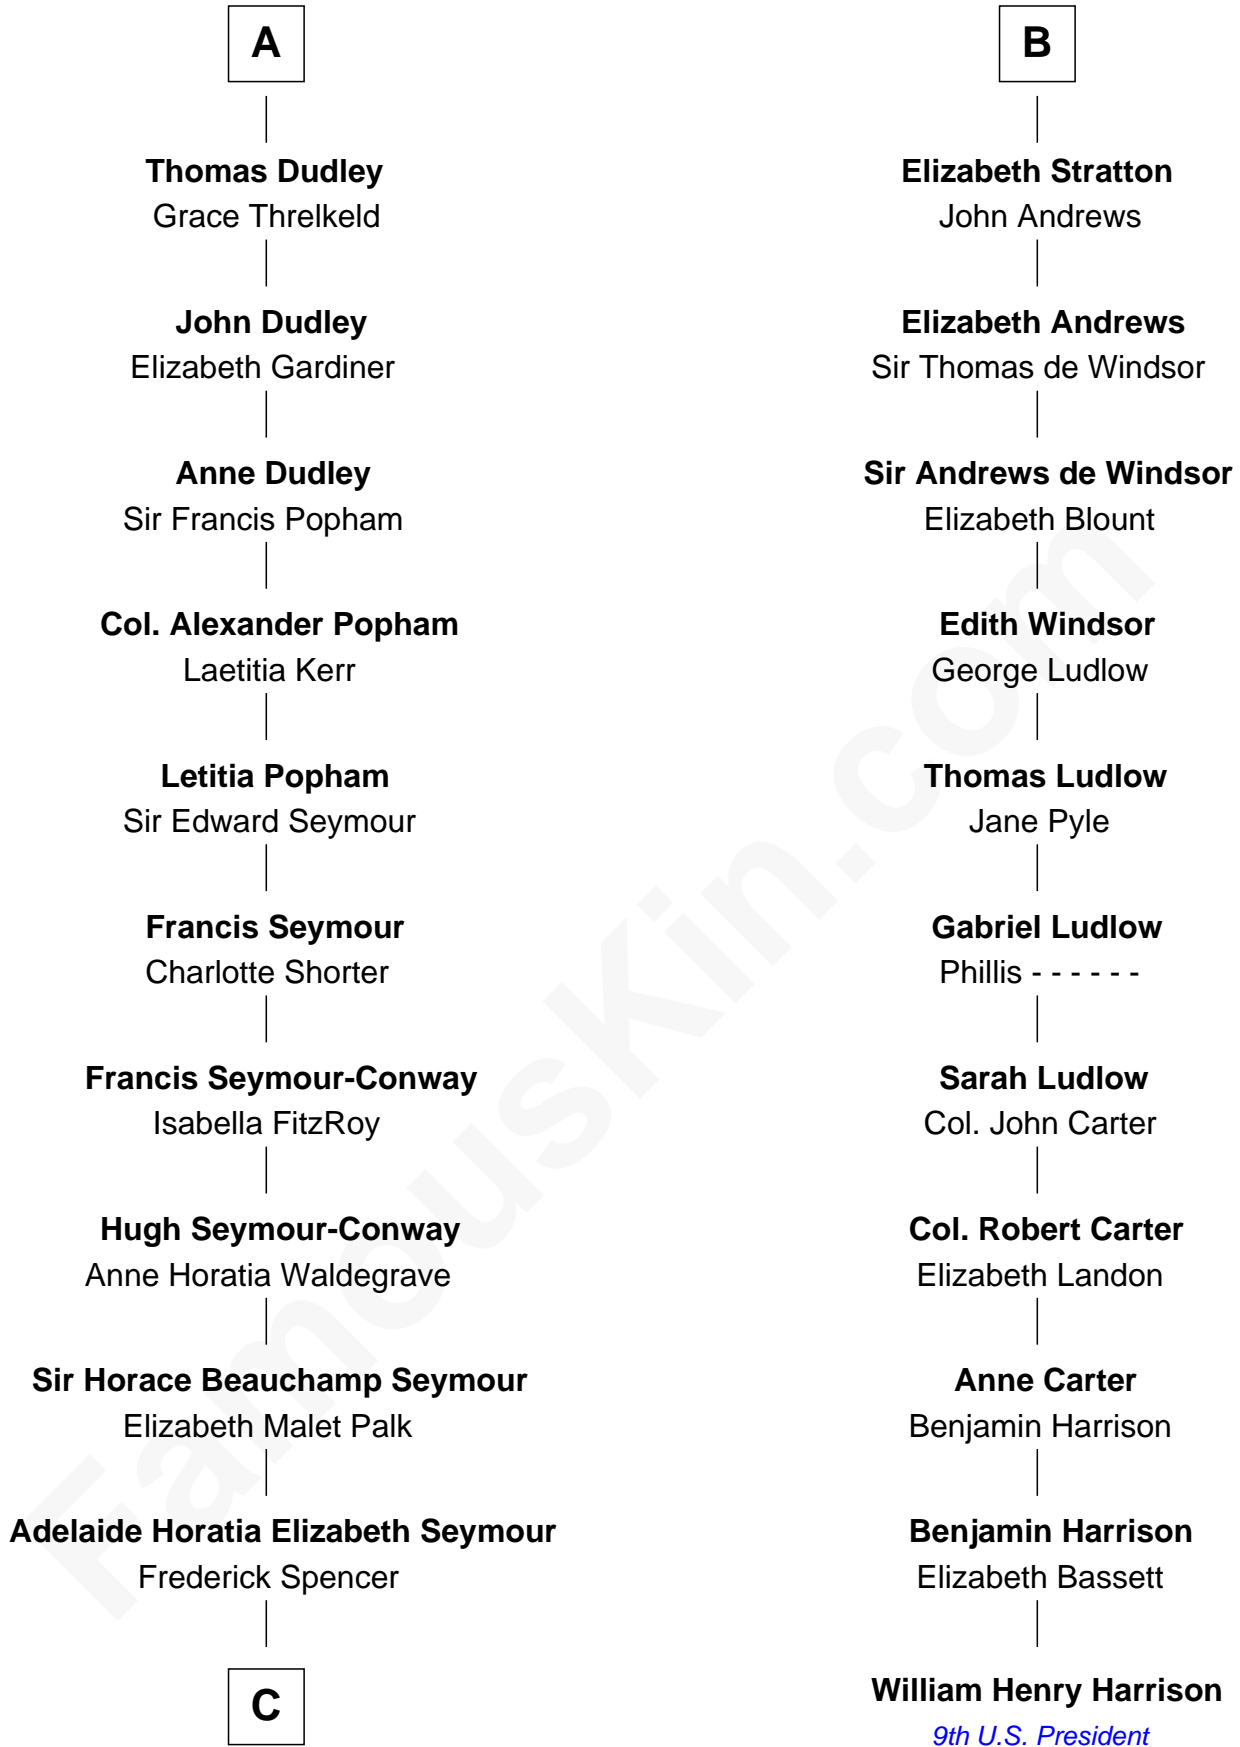 A
Thomas Dudley
Grace Threlkeld
John Dudley
Elizabeth Gardiner
Anne Dudley
Sir Francis Popham
Col. Alexander Popham
Laetitia Kerr
Letitia Popham
Sir Edward Seymour
Francis Seymour
Charlotte Shorter
Francis Seymour-Conway
Isabella FitzRoy
Hugh Seymour-Conway
Anne Horatia Waldegrave
Sir Horace Beauchamp Seymour
Elizabeth Malet Palk
Adelaide Horatia Elizabeth Seymour
Frederick Spencer
C
B
Elizabeth Stratton
John Andrews
Elizabeth Andrews
Sir Thomas de Windsor
Sir Andrews de Windsor
Elizabeth Blount
Edith Windsor
George Ludlow
Thomas Ludlow
Jane Pyle
Gabriel Ludlow
Phillis - - - - - -
Sarah Ludlow
Col. John Carter
Col. Robert Carter
Elizabeth Landon
Anne Carter
Benjamin Harrison
Benjamin Harrison
Elizabeth Bassett
William Henry Harrison
9th U.S. President
FamousKin.com